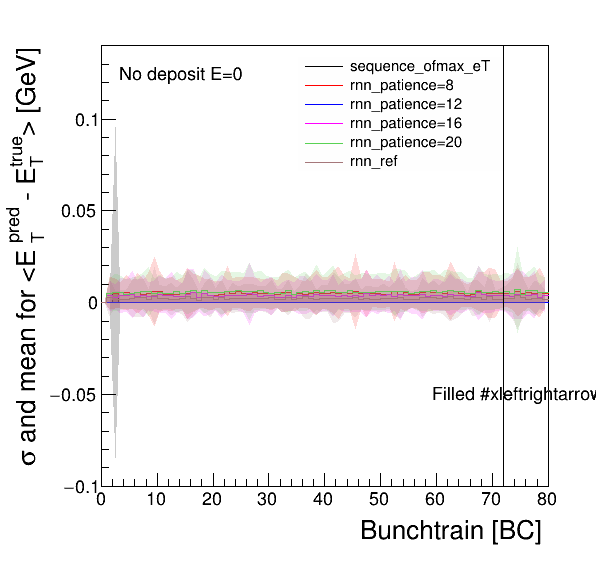 No deposit E=0
sequence_ofmax_eT
rnn_patience=8
rnn_patience=12
rnn_patience=16
rnn_patience=20
rnn_ref
σ and mean for <E_T^pred - E_T^true> [GeV]
0.1
0.05
0
−0.05
−0.1
Filled #xleftrightarrow
0 10 20 30 40 50 60 70 80
Bunchtrain [BC]